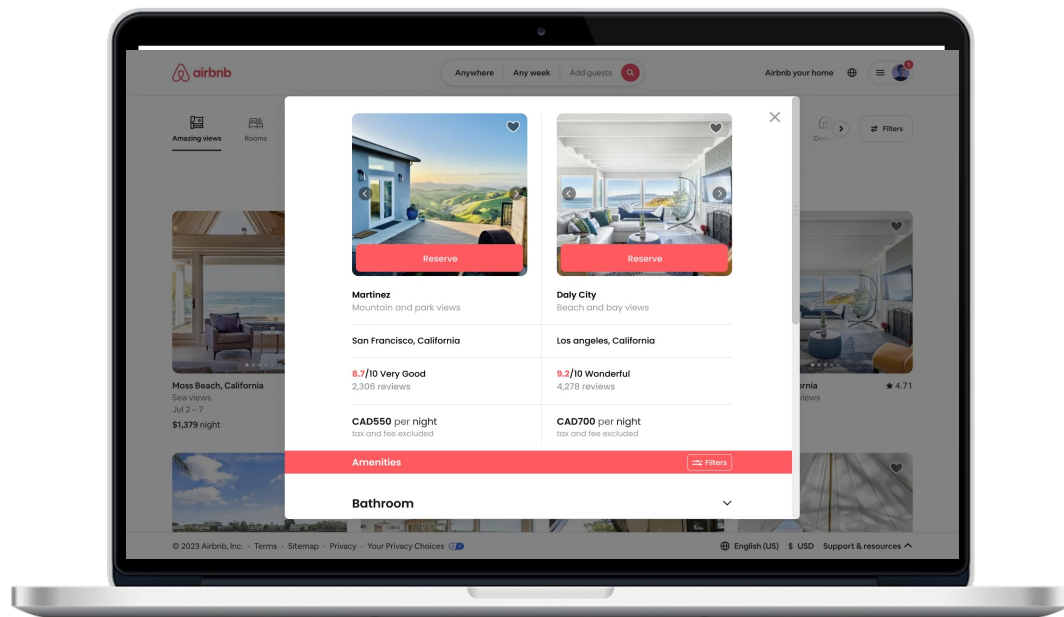 airbnb
Anywhere Any week Add guests
Airbnb your home
1
Amazing views
Rooms
Filters
Reserve
Reserve
Martinez
Mountain and park views
Daly City
Beach and bay views
San Francisco, California
Los angeles, California
8.7/10 Very Good
2,306 reviews
9.2/10 Wonderful
4,278 reviews
CAD550 per night
tax and fee excluded
CAD700 per night
tax and fee excluded
Amenities
Filters
Bathroom
Moss Beach, California
Sea views
Jul 2 – 7
$1,379 night
4.71
© 2023 Airbnb, Inc. · Terms · Sitemap · Privacy · Your Privacy Choices
English (US) $ USD Support & resources